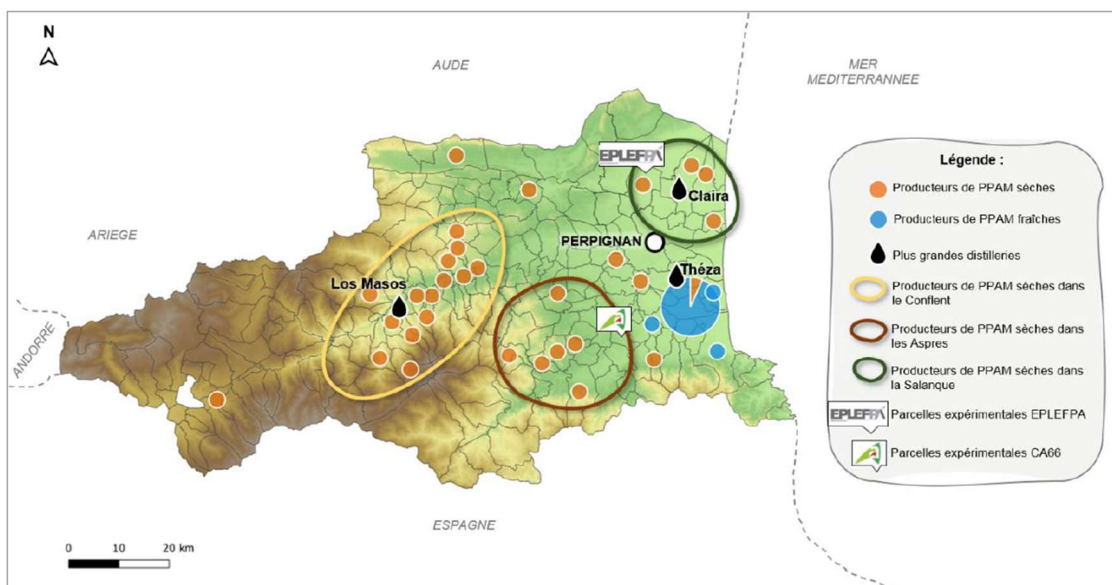 N
AUDE
MER
MEDITERRANNEE
ARIEGE
ANDORRE
ESPAGNE
EPLEFPA
Claira
PERPIGNAN
Théza
Los Masos
0 10 20 km
Légende :
Producteurs de PPAM sèches
Producteurs de PPAM fraîches
Plus grandes distilleries
Producteurs de PPAM sèches dans
le Conflent
Producteurs de PPAM sèches dans
les Aspres
Producteurs de PPAM sèches dans
la Salanque
EPLEFPA
Parcelles expérimentales EPLEFPA
Parcelles expérimentales CA66